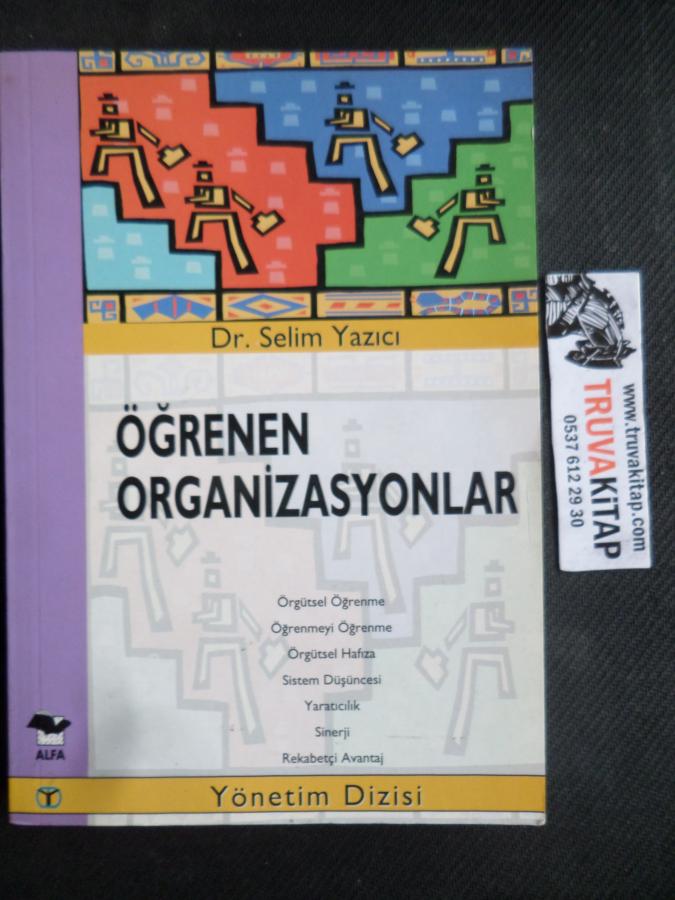 Dr. Selim Yazıcı
ÖĞRENEN
ORGANİZASYONLAR
Örgütsel Öğrenme
Öğrenmeyi Öğrenme
Örgütsel Hafıza
Sistem Düşüncesi
Yaratıcılık
Sinerji
Rekabetçi Avantaj
ALFA
Yönetim Dizisi
www.truvakitap.com
TRUVAKİTAP
0537 612 29 30